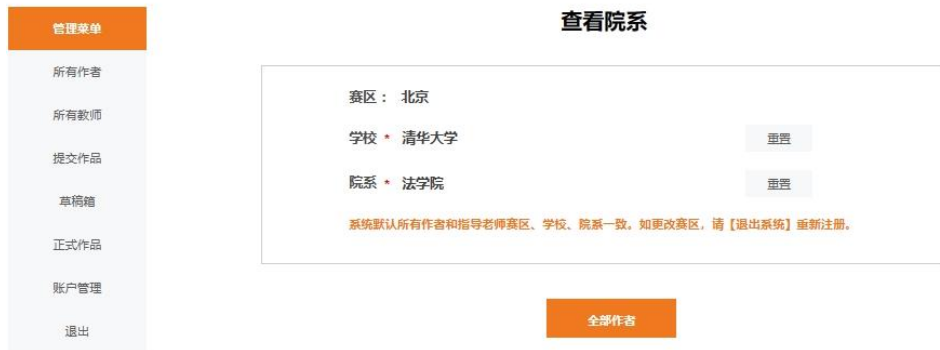 管理菜单
所有作者
所有教师
提交作品
草稿箱
正式作品
账户管理
退出
查看院系
赛区： 北京
学校 * 清华大学 重置
院系 * 法学院 重置
系统默认所有作者和指导老师赛区、学校、院系一致。如更改赛区，请【退出系统】重新注册。
全部作者